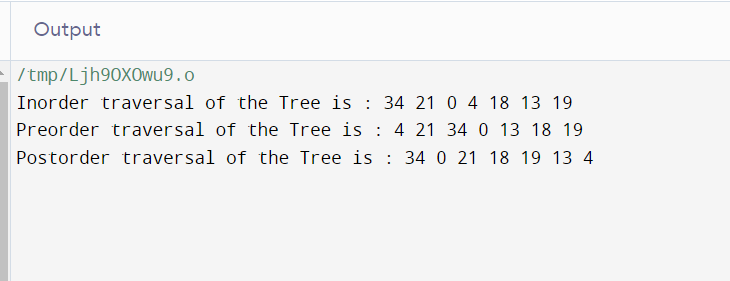 Output
/tmp/Ljh9OXOwu9.o
Inorder traversal of the Tree is : 34 21 0 4 18 13 19
Preorder traversal of the Tree is : 4 21 34 0 13 18 19
Postorder traversal of the Tree is : 34 0 21 18 19 13 4